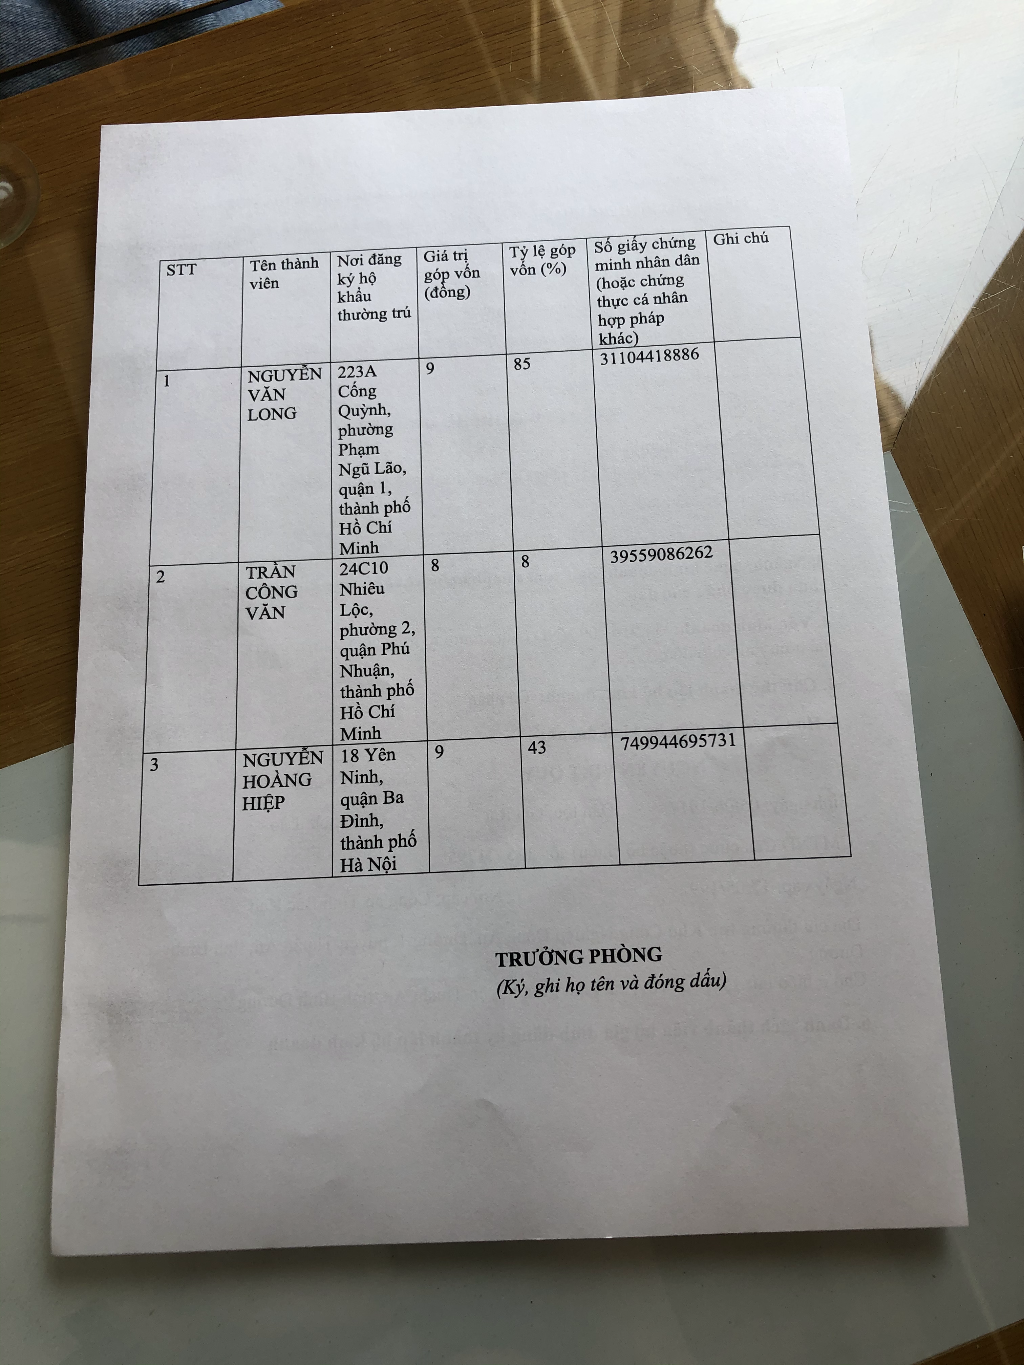 STT
Tên thành
viên
Nơi đăng
ký hộ
khẩu
thường trú
Giá trị
góp vốn
(đồng)
Tỷ lệ góp
vốn (%)
Số giấy chứng
minh nhân dân
(hoặc chứng
thực cá nhân
hợp pháp
khác)
Ghi chú
1
NGUYỄN
VĂN
LONG
223A
Cống
Quỳnh,
phường
Phạm
Ngũ Lão,
quận 1,
thành phố
Hồ Chí
Minh
9
85
31104418886
2
TRẦN
CÔNG
VĂN
24C10
Nhiêu
Lộc,
phường 2,
quận Phú
Nhuận,
thành phố
Hồ Chí
Minh
8
8
39559086262
3
NGUYỄN
HOÀNG
HIỆP
18 Yên
Ninh,
quận Ba
Đình,
thành phố
Hà Nội
9
43
749944695731
TRƯỞNG PHÒNG
(Ký, ghi họ tên và đóng dấu)